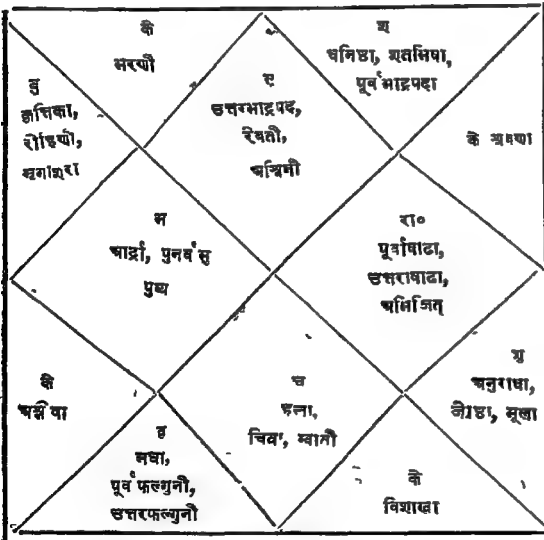 के
भरणी
श
धनिष्ठा, शतभिषा,
पूर्वभाद्रपदा
बु
कृत्तिका,
रोहिणी,
मृगशिरा
ए
उत्तरभाद्रपद,
रेवती,
अश्विनी
के श्रवणा
म
आर्द्रा, पुनर्वसु
पुष्य
रा०
पूर्वाषाढा,
उत्तराषाढा,
अभिजित्
के
अश्लेषा
च
हस्ता,
चित्रा, स्वाती
शु
अनुराधा,
ज्येष्ठा, मूला
वृ
मघा,
पूर्वफल्गुनी,
उत्तरफल्गुनी
के
विशाखा